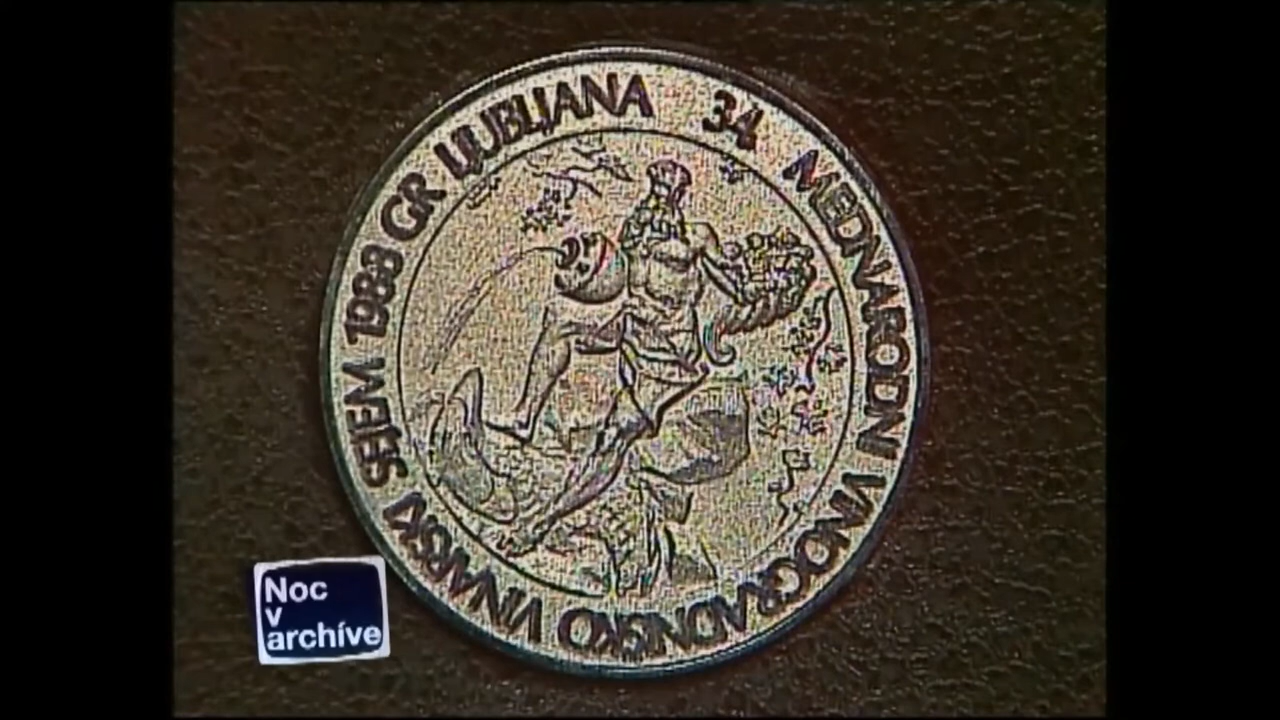 34 MEDNARODNI VINOGRADNIŠKO VINARSKI SEJEM 1988 GR LJUBLJANA
Noc
v
archíve